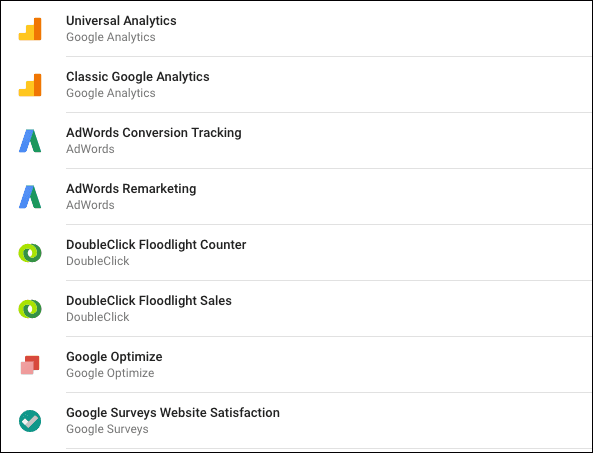 Universal Analytics
Google Analytics
Classic Google Analytics
Google Analytics
AdWords Conversion Tracking
AdWords
AdWords Remarketing
AdWords
DoubleClick Floodlight Counter
DoubleClick
DoubleClick Floodlight Sales
DoubleClick
Google Optimize
Google Optimize
Google Surveys Website Satisfaction
Google Surveys